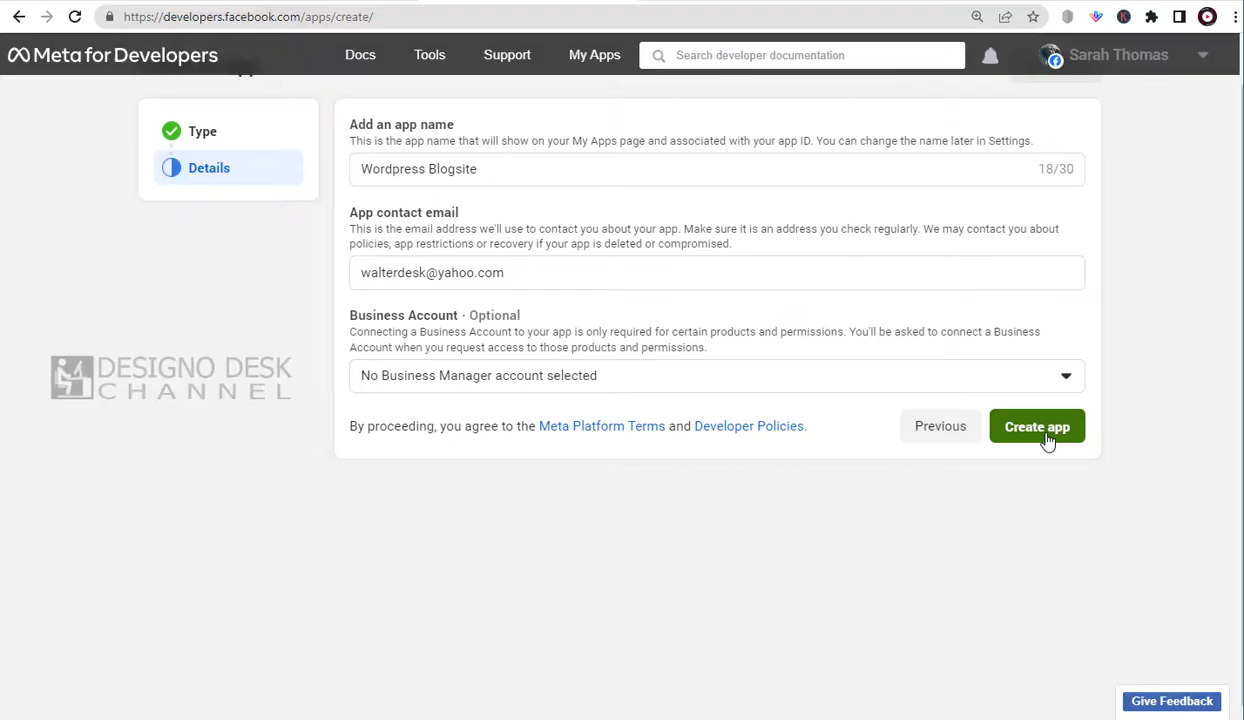 https://developers.facebook.com/apps/create/
Meta for Developers
Docs
Tools
Support
My Apps
Search developer documentation
Sarah Thomas
Type
Details
Add an app name
This is the app name that will show on your My Apps page and associated with your app ID. You can change the name later in Settings.
Wordpress Blogsite
18/30
App contact email
This is the email address we'll use to contact you about your app. Make sure it is an address you check regularly. We may contact you about
policies, app restrictions or recovery if your app is deleted or compromised.
walterdesk@yahoo.com
Business Account · Optional
Connecting a Business Account to your app is only required for certain products and permissions. You'll be asked to connect a Business
Account when you request access to those products and permissions.
No Business Manager account selected
By proceeding, you agree to the Meta Platform Terms and Developer Policies.
Previous
Create app
DESIGNO DESK
CHANNEL
Give Feedback